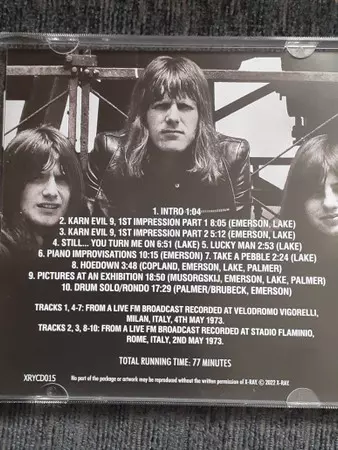 1. INTRO 1:04
2. KARN EVIL 9, 1ST IMPRESSION PART 1 8:05 (EMERSON, LAKE)
3. KARN EVIL 9, 1ST IMPRESSION PART 2 5:12 (EMERSON, LAKE)
4. STILL... YOU TURN ME ON 6:51 (LAKE) 5. LUCKY MAN 2:53 (LAKE)
6. PIANO IMPROVISATIONS 10:15 (EMERSON) 7. TAKE A PEBBLE 2:24 (LAKE)
8. HOEDOWN 3:48 (COPLAND, EMERSON, LAKE, PALMER)
9. PICTURES AT AN EXHIBITION 18:50 (MUSORGSKIJ, EMERSON, LAKE, PALMER)
10. DRUM SOLO/RONDO 17:29 (PALMER/BRUBECK, EMERSON)
TRACKS 1, 4-7: FROM A LIVE FM BROADCAST RECORDED AT VELODROMO VIGORELLI,
MILAN, ITALY, 4TH MAY 1973.
TRACKS 2, 3, 8-10: FROM A LIVE FM BROADCAST RECORDED AT STADIO FLAMINIO,
ROME, ITALY, 2ND MAY 1973.
TOTAL RUNNING TIME: 77 MINUTES
XRYCD015
No part of the package or artwork may be reproduced without the written permission of X-RAY. © 2022 X-RAY.